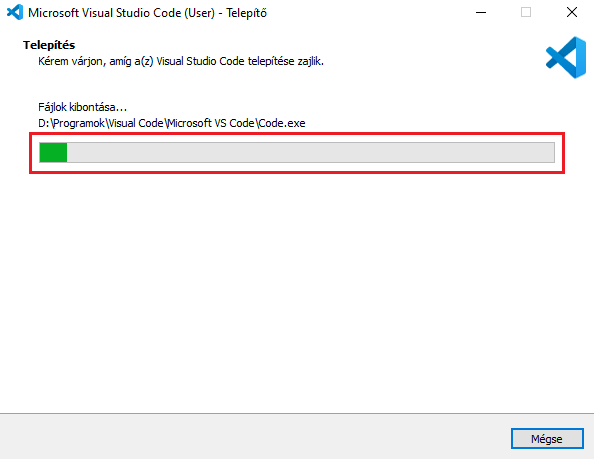 Microsoft Visual Studio Code (User) - Telepítő
Telepítés
Kérem várjon, amíg a(z) Visual Studio Code telepítése zajlik.
Fájlok kibontása...
D:\Programok\Visual Code\Microsoft VS Code\Code.exe
Mégse